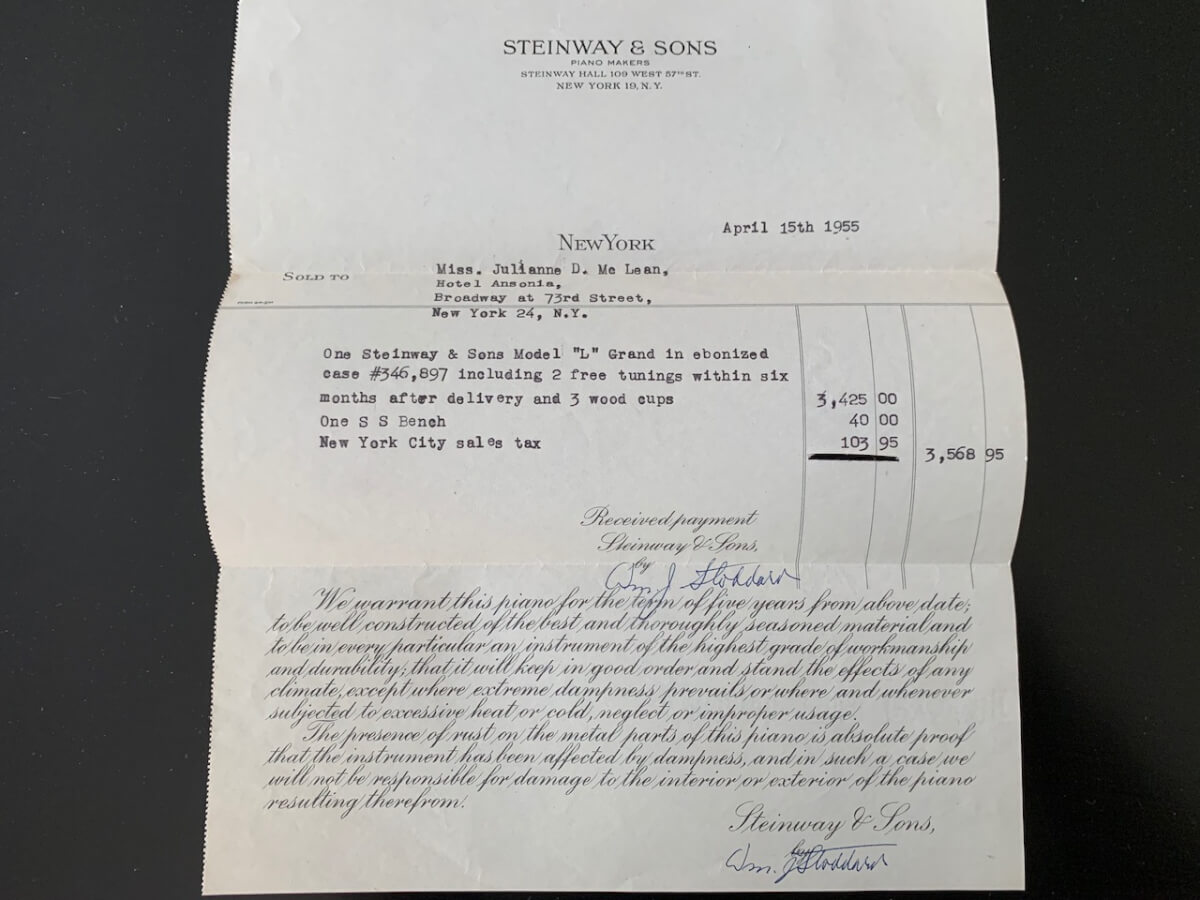 STEINWAY & SONS
PIANO MAKERS
STEINWAY HALL 109 WEST 57TH ST.
NEW YORK 19, N.Y.
April 15th 1955
NEW YORK
SOLD TO
Miss. Julianne D. Mc Lean,
Hotel Ansonia,
Broadway at 73rd Street,
New York 24, N.Y.
One Steinway & Sons Model "L" Grand in ebonized
case #346,897 including 2 free tunings within six
months after delivery and 3 wood cups 3,425 00
One S S Bench 40 00
New York City sales tax 103 95 3,568 95
Received payment
Steinway & Sons,
by
Wm J Stoddard
We warrant this piano for the term of five years from above date;
to be well constructed of the best and thoroughly seasoned material and
to be in every particular an instrument of the highest grade of workmanship
and durability; that it will keep in good order and stand the effects of any
climate, except where extreme dampness prevails or where and whenever
subjected to excessive heat or cold, neglect or improper usage.
The presence of rust on the metal parts of this piano is absolute proof
that the instrument has been affected by dampness, and in such a case we
will not be responsible for damage to the interior or exterior of the piano
resulting therefrom.
Steinway & Sons,
by
Wm. J Stoddard